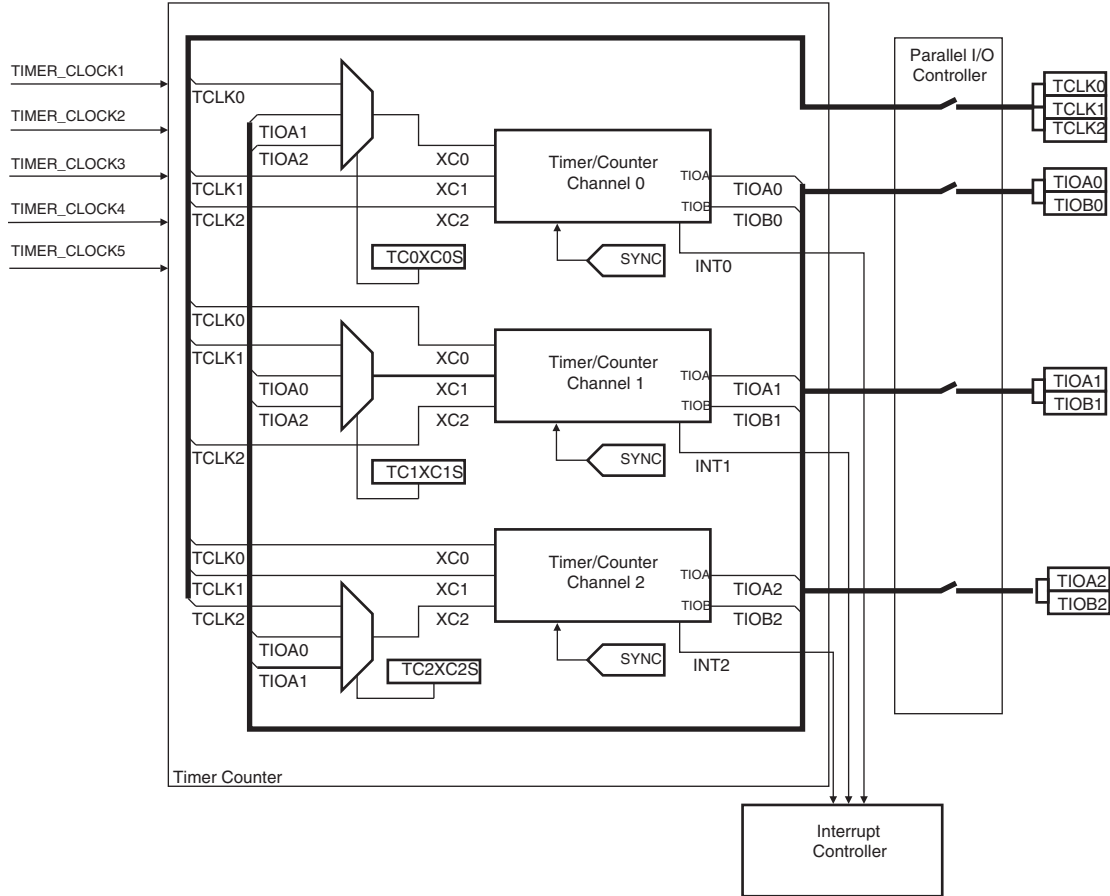 TIMER_CLOCK1
TIMER_CLOCK2
TIMER_CLOCK3
TIMER_CLOCK4
TIMER_CLOCK5
Parallel I/O
Controller
TCLK0
TCLK1
TCLK2
TIOA0
TIOB0
TIOA1
TIOB1
TIOA2
TIOB2
TCLK0
TIOA1
TIOA2
TCLK1
TCLK2
XC0
XC1
XC2
TC0XC0S
Timer/Counter
Channel 0
TIOA
TIOB
TIOA0
TIOB0
SYNC
INT0
TCLK0
TCLK1
TIOA0
TIOA2
TCLK2
XC0
XC1
XC2
TC1XC1S
Timer/Counter
Channel 1
TIOA
TIOB
TIOA1
TIOB1
SYNC
INT1
TCLK0
TCLK1
TCLK2
TIOA0
TIOA1
XC0
XC1
XC2
TC2XC2S
Timer/Counter
Channel 2
TIOA
TIOB
TIOA2
TIOB2
SYNC
INT2
Timer Counter
Interrupt
Controller